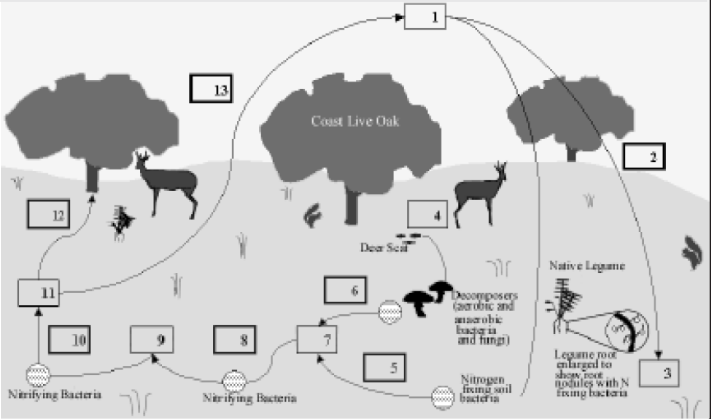 1
13
Coast Live Oak
2
12
4
Deer Scat
Native Legume
11
6
Decomposers
(aerobic and
anaerobic
bacteria
and fungi)
10
9
8
7
5
Legume root
enlarged to
show root
nodules with N
fixing bacteria
3
Nitrifying Bacteria
Nitrifying Bacteria
Nitrogen
fixing soil
bacteria